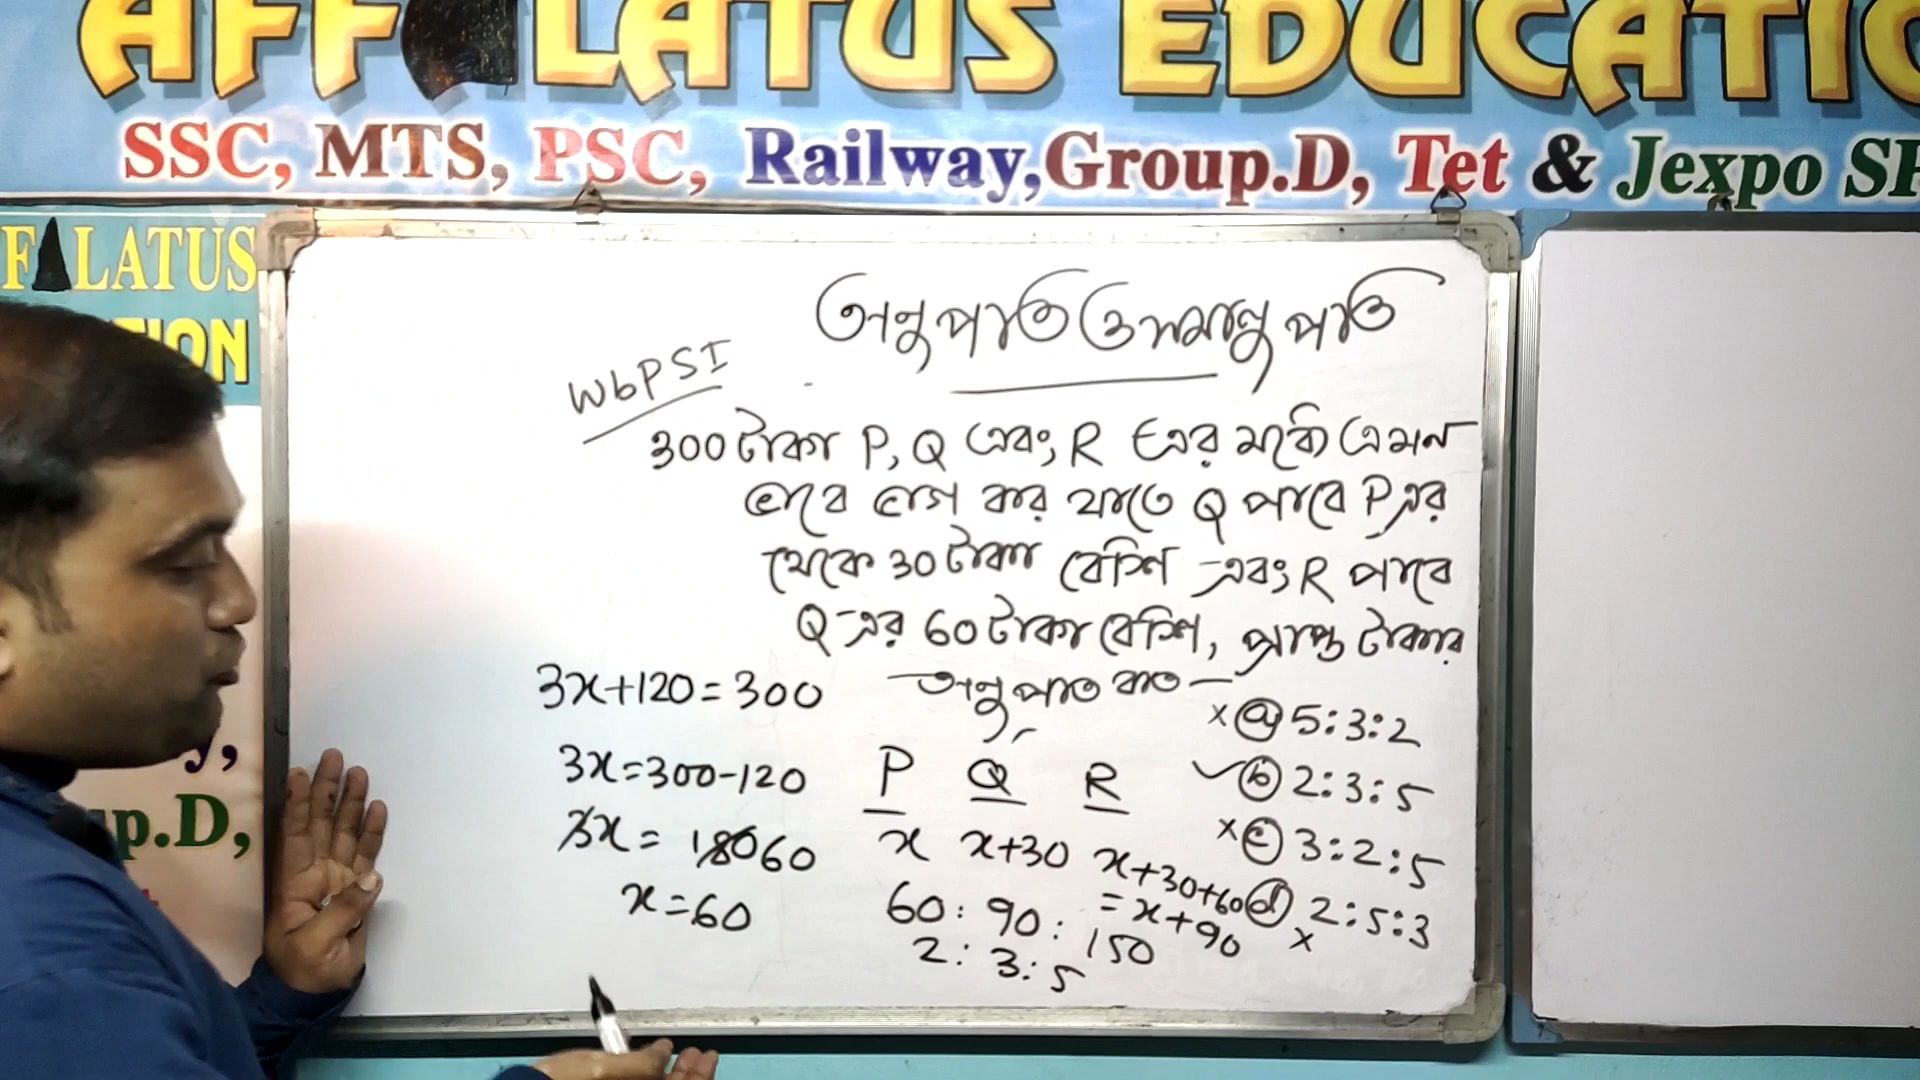 AFF LATUS EDUCATIO
SSC, MTS, PSC, Railway,Group.D, Tet & Jexpo SP
F LATUS
ION
y,
p.D,
অনুপাত ও সমানুপাত
WbPSI
300 টাকা P, Q এবং R এর মধ্যে এমন
ভাবে ভাগ কর যাতে Q পাবে P এর
থেকে 30 টাকা বেশি এবং R পাবে
Q-এর 60 টাকা বেশি, প্রাপ্ত টাকার
অনুপাত কত —
3x+120=300
3x=300-120
3x= 180 60
x=60
P Q R
x x+30 x+30+60
=x+90
60: 90: 150
2: 3: 5
x (a) 5:3:2
✓ (b) 2:3:5
x (c) 3:2:5
(d) 2:5:3
x